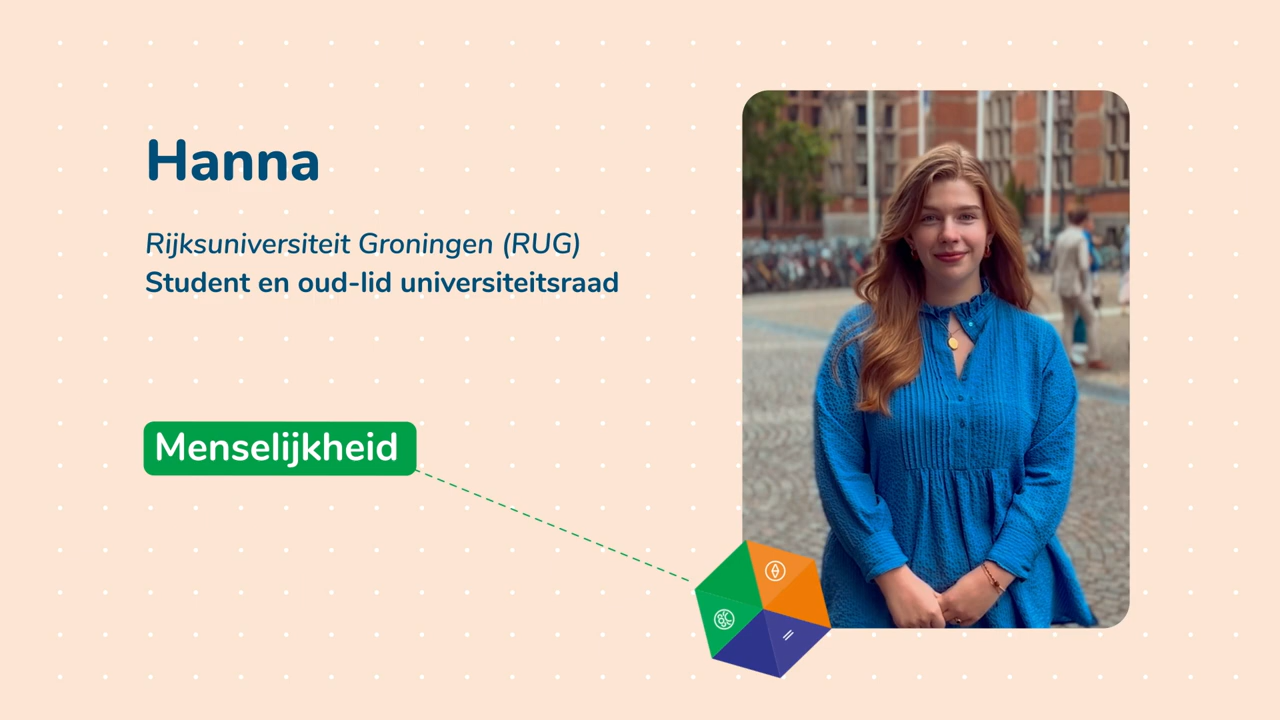 Hanna
Rijksuniversiteit Groningen (RUG)
Student en oud-lid universiteitsraad
Menselijkheid